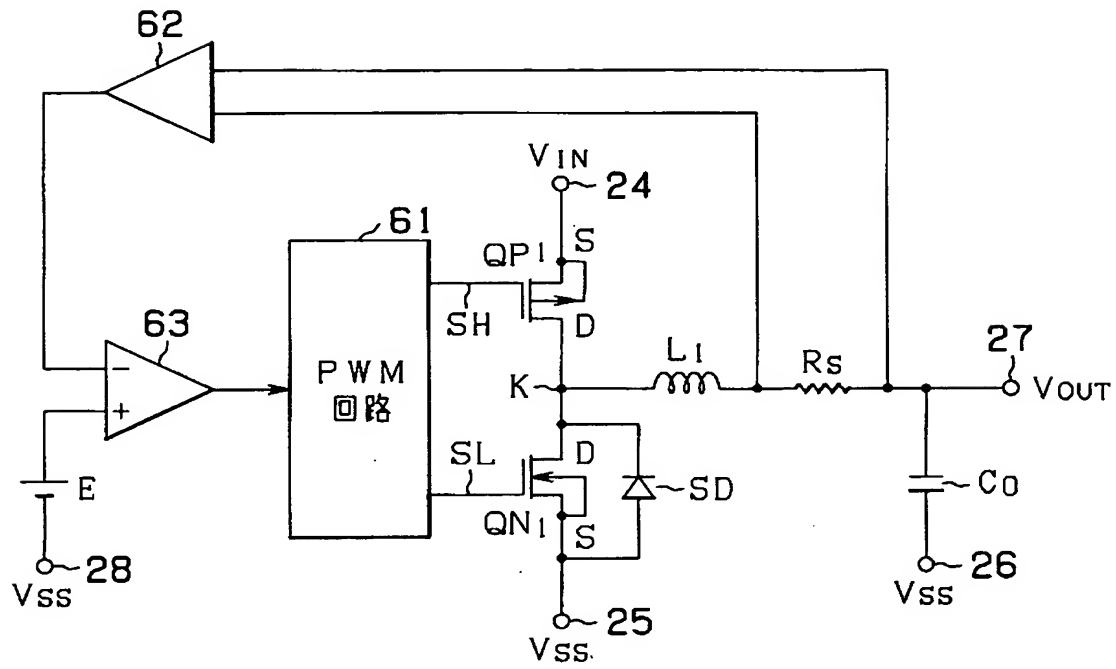 62
VIN
24
61
QP1
S
SH
D
63
PWM
回路
K
L1
RS
27
VOUT
−
+
SL
D
SD
QN1
S
E
C0
28
VSS
26
VSS
25
VSS.